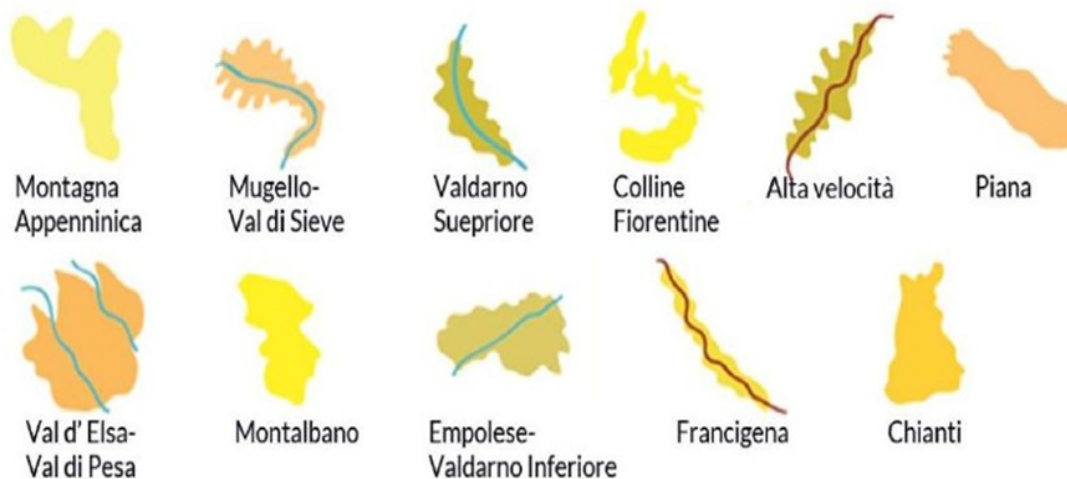 Montagna
Appenninica
Mugello-
Val di Sieve
Valdarno
Suepriore
Colline
Fiorentine
Alta velocità
Piana
Val d' Elsa-
Val di Pesa
Montalbano
Empolese-
Valdarno Inferiore
Francigena
Chianti